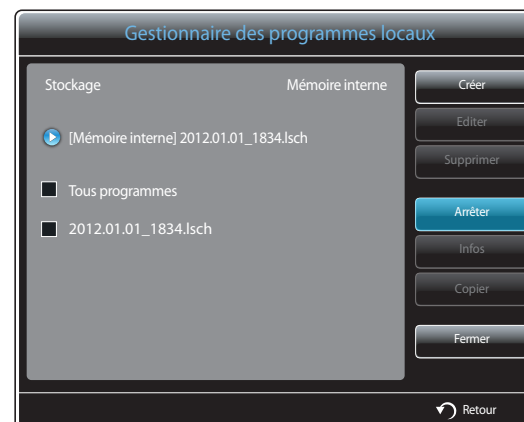 Gestionnaire des programmes locaux
Stockage Mémoire interne
[Mémoire interne] 2012.01.01_1834.lsch
Tous programmes
2012.01.01_1834.lsch
Créer
Editer
Supprimer
Arrêter
Infos
Copier
Fermer
Retour